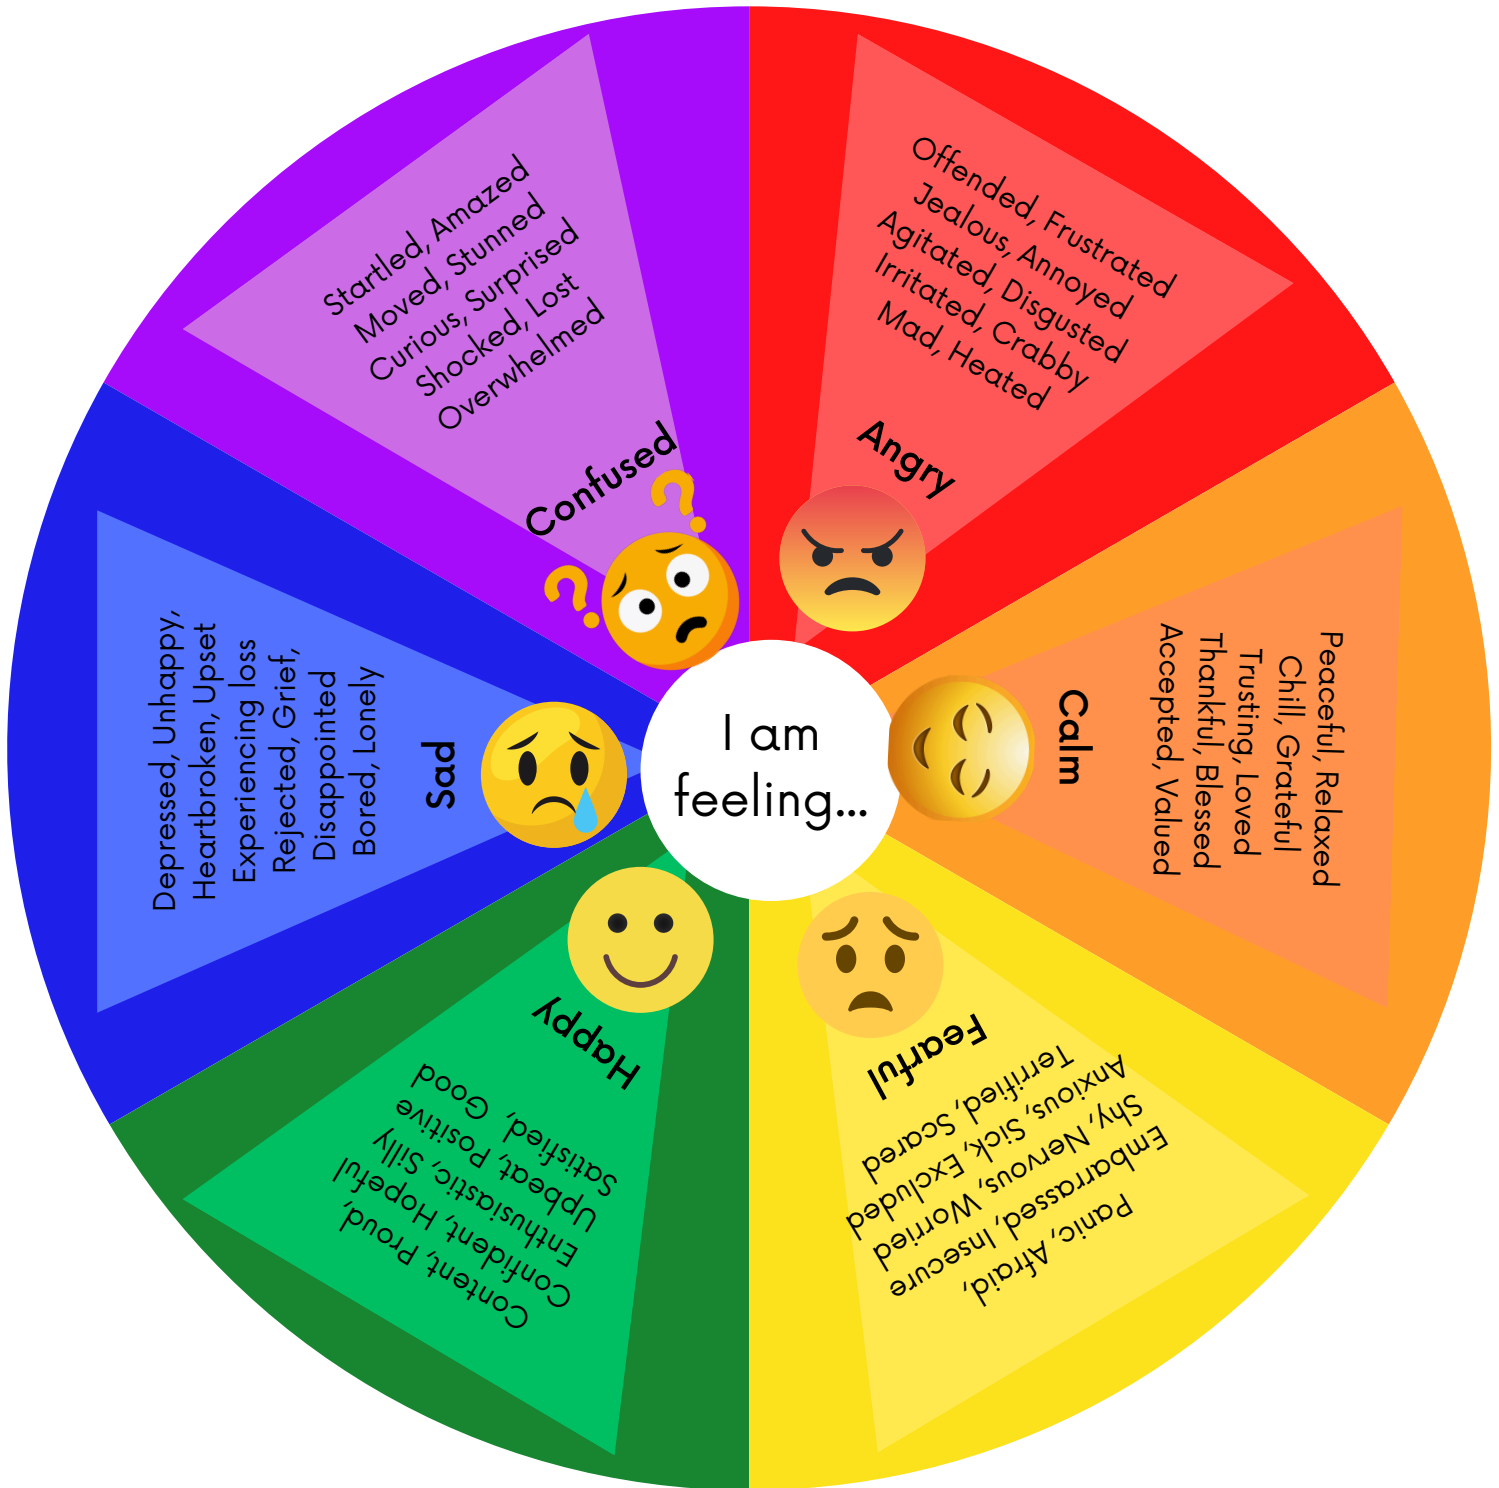 I am
feeling...
Offended, Frustrated
Jealous, Annoyed
Agitated, Disgusted
Irritated, Crabby
Mad, Heated
Angry
Peaceful, Relaxed
Chill, Grateful
Trusting, Loved
Thankful, Blessed
Accepted, Valued
Calm
Panic, Afraid,
Embarrassed, Insecure
Shy, Nervous, Worried
Anxious, Sick, Excluded
Terrified, Scared
Fearful
Content, Proud,
Confident, Hopeful
Enthusiastic, Silly
Upbeat, Positive
Satisfied, Good
Happy
Depressed, Unhappy,
Heartbroken, Upset
Experiencing loss
Rejected, Grief,
Disappointed
Bored, Lonely
Sad
Startled, Amazed
Moved, Stunned
Curious, Surprised
Shocked, Lost
Overwhelmed
Confused